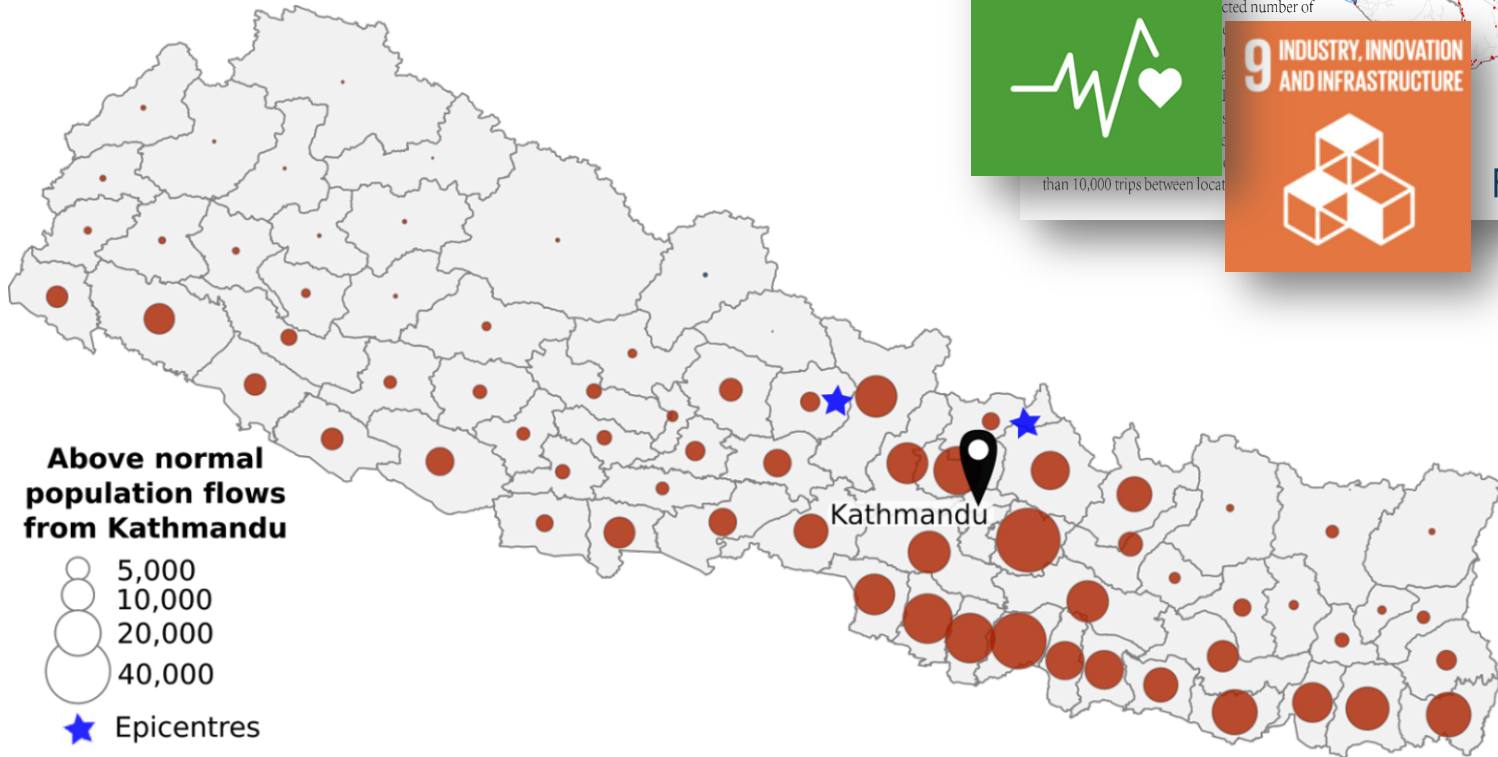 cted number of
9 INDUSTRY, INNOVATION
AND INFRASTRUCTURE
than 10,000 trips between locat
Kathmandu
Above normal
population flows
from Kathmandu
5,000
10,000
20,000
40,000
Epicentres